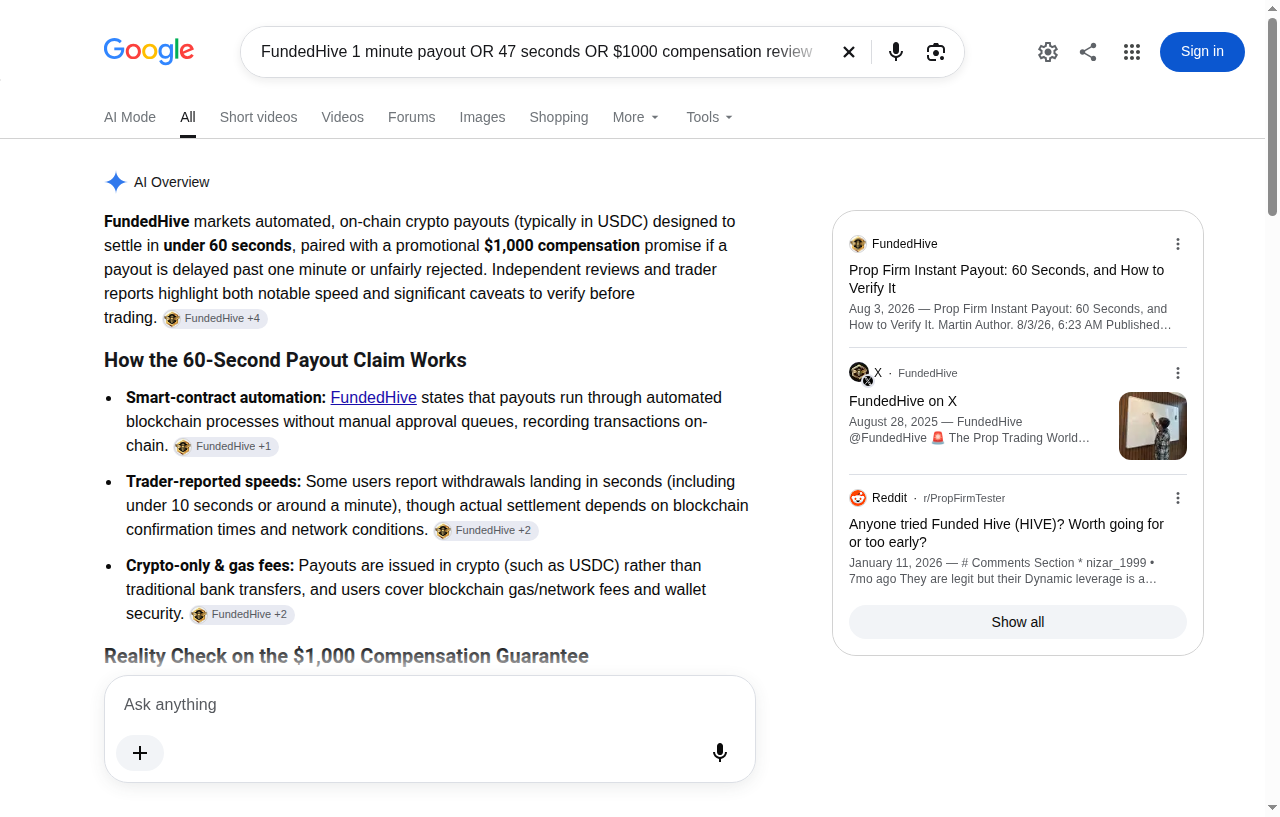 Google
FundedHive 1 minute payout OR 47 seconds OR $1000 compensation review
Sign in
AI Mode
All
Short videos
Videos
Forums
Images
Shopping
More
Tools
AI Overview
FundedHive markets automated, on-chain crypto payouts (typically in USDC) designed to
settle in under 60 seconds, paired with a promotional $1,000 compensation promise if a
payout is delayed past one minute or unfairly rejected. Independent reviews and trader
reports highlight both notable speed and significant caveats to verify before
trading. FundedHive +4
How the 60-Second Payout Claim Works
• Smart-contract automation: FundedHive states that payouts run through automated
blockchain processes without manual approval queues, recording transactions on-
chain. FundedHive +1
• Trader-reported speeds: Some users report withdrawals landing in seconds (including
under 10 seconds or around a minute), though actual settlement depends on blockchain
confirmation times and network conditions. FundedHive +2
• Crypto-only & gas fees: Payouts are issued in crypto (such as USDC) rather than
traditional bank transfers, and users cover blockchain gas/network fees and wallet
security. FundedHive +2
Reality Check on the $1,000 Compensation Guarantee
Ask anything
FundedHive
Prop Firm Instant Payout: 60 Seconds, and How to
Verify It
Aug 3, 2026 — Prop Firm Instant Payout: 60 Seconds, and
How to Verify It. Martin Author. 8/3/26, 6:23 AM Published…
X · FundedHive
FundedHive on X
August 28, 2025 — FundedHive
@FundedHive 🚨 The Prop Trading World…
Reddit · r/PropFirmTester
Anyone tried Funded Hive (HIVE)? Worth going for
or too early?
January 11, 2026 — # Comments Section * nizar_1999 •
7mo ago They are legit but their Dynamic leverage is a…
Show all